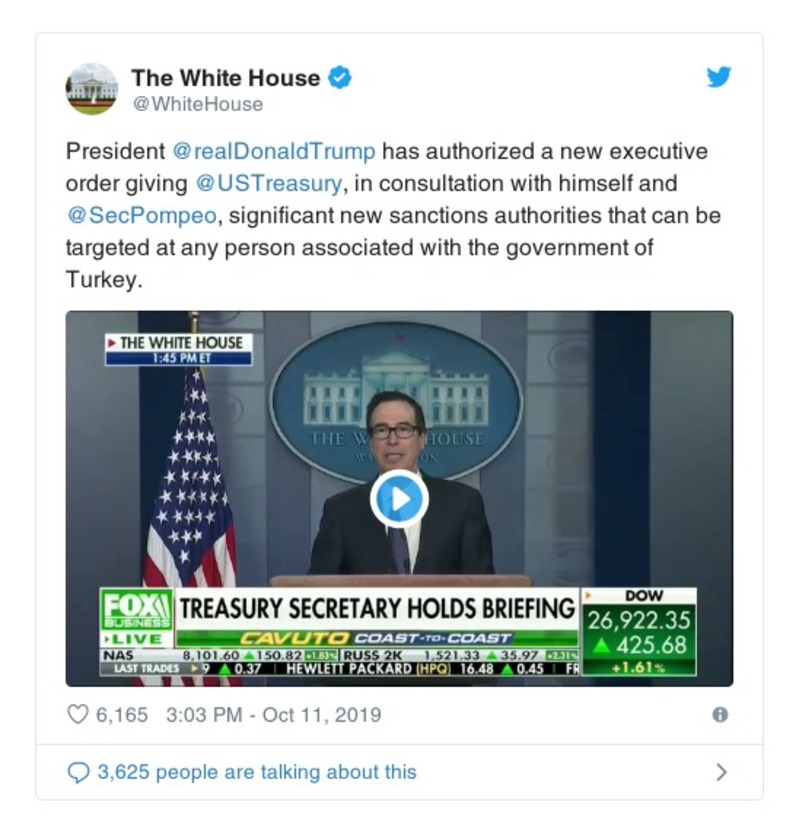 The White House
@WhiteHouse
President @realDonaldTrump has authorized a new executive
order giving @USTreasury, in consultation with himself and
@SecPompeo, significant new sanctions authorities that can be
targeted at any person associated with the government of
Turkey.
THE WHITE HOUSE
1:45 PM ET
THE W HOUSE
FOX
BUSINESS
LIVE
TREASURY SECRETARY HOLDS BRIEFING
CAVUTO COAST-TO-COAST
NAS 8,101.60 ▲150.82 +1.83% RUSS 2K 1,521.33 ▲35.97 +2.31%
LAST TRADES 9 ▲0.37 HEWLETT PACKARD (HPQ) 16.48 ▲0.45 FR
DOW
26,922.35
▲ 425.68
+1.61%
6,165 3:03 PM - Oct 11, 2019
3,625 people are talking about this